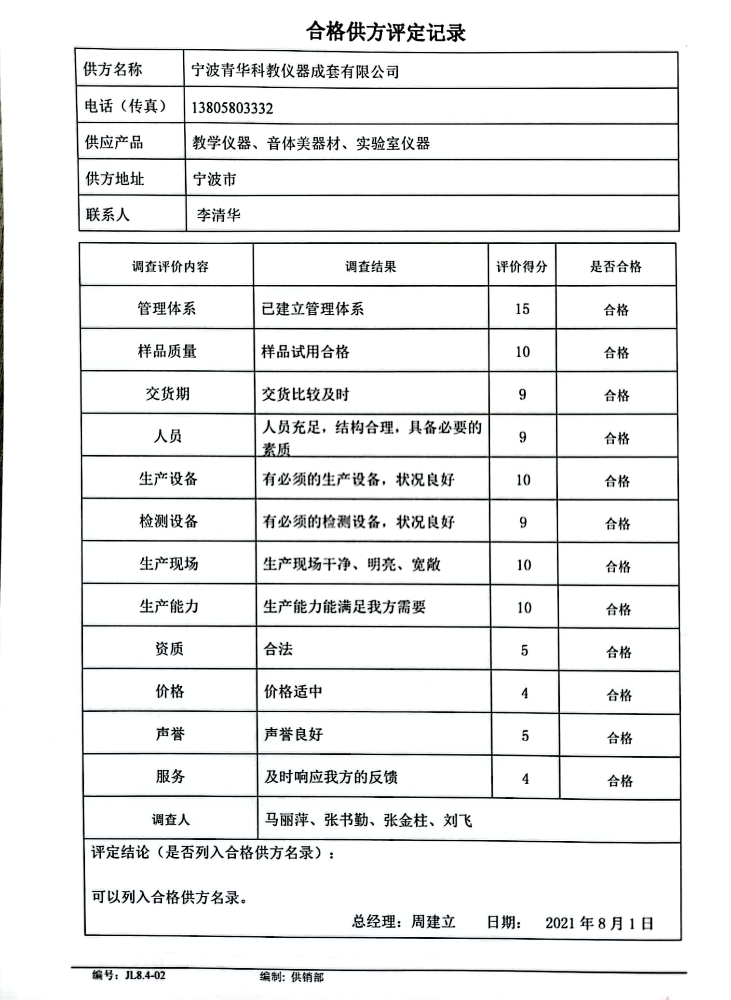 合格供方评定记录
供方名称 宁波青华科教仪器成套有限公司
电话（传真） 13805803332
供应产品 教学仪器、音体美器材、实验室仪器
供方地址 宁波市
联系人 李清华
调查评价内容 调查结果 评价得分 是否合格
管理体系 已建立管理体系 15 合格
样品质量 样品试用合格 10 合格
交货期 交货比较及时 9 合格
人员 人员充足，结构合理，具备必要的 9 合格
素质
生产设备 有必须的生产设备，状况良好 10 合格
检测设备 有必须的检测设备，状况良好 9 合格
生产现场 生产现场干净、明亮、宽敞 10 合格
生产能力 生产能力能满足我方需要 10 合格
资质 合法 5 合格
价格 价格适中 4 合格
声誉 声誉良好 5 合格
服务 及时响应我方的反馈 4 合格
调查人 马丽萍、张书勤、张金柱、刘飞
评定结论（是否列入合格供方名录）：
可以列入合格供方名录。
总经理：周建立 日期： 2021 年 8 月 1 日
编号：JL8.4-02 编制: 供销部